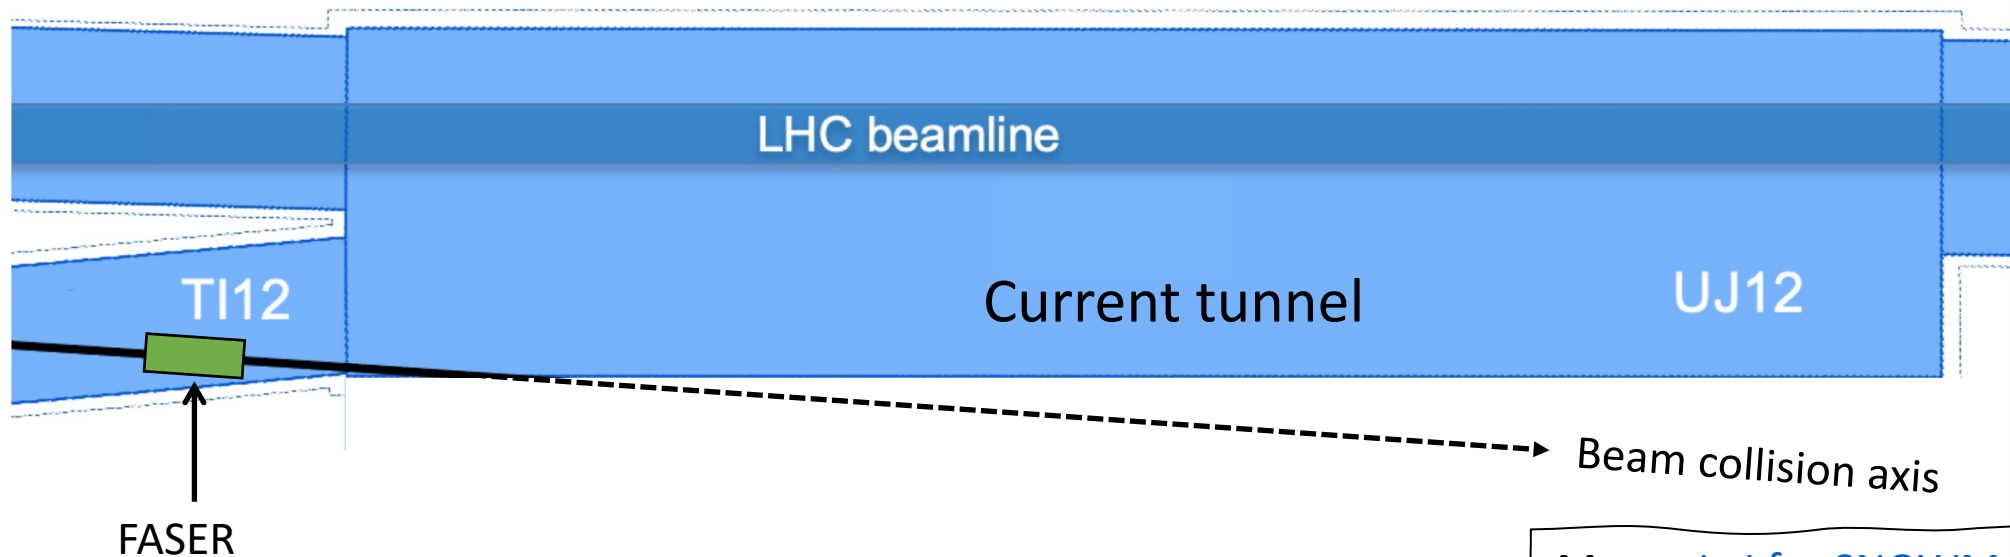 LHC beamline
TI12
Current tunnel
UJ12
Beam collision axis
FASER